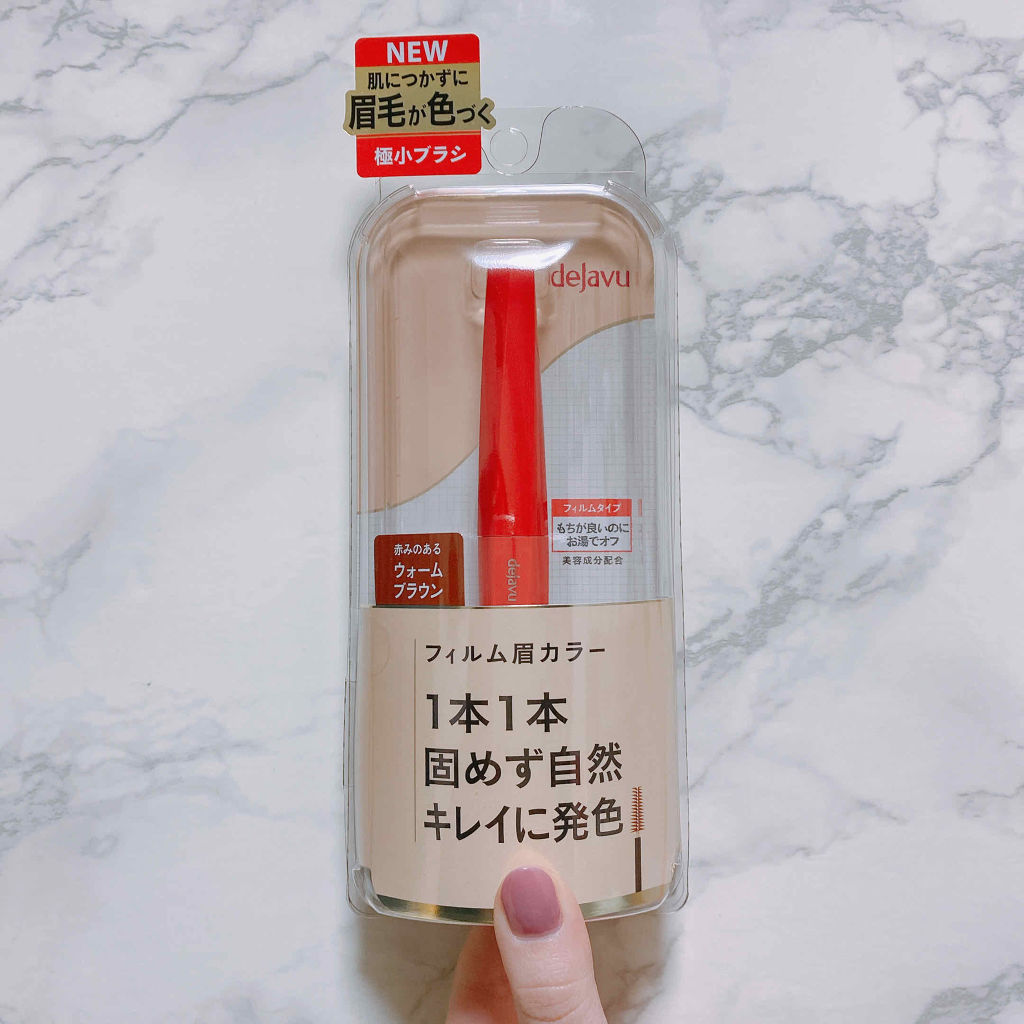 NEW
肌につかずに
眉毛が色づく
極小ブラシ
dejavu
フィルムタイプ
もちが良いのに
お湯でオフ
美容成分配合
赤みのある
ウォーム
ブラウン
dejavu
フィルム眉カラー
1本1本
固めず自然
キレイに発色